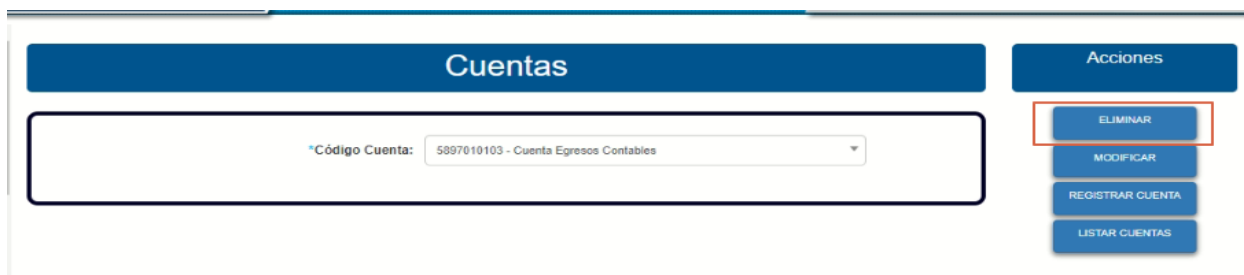 Cuentas
*Código Cuenta: 5897010103 - Cuenta Egresos Contables
Acciones
ELIMINAR
MODIFICAR
REGISTRAR CUENTA
LISTAR CUENTAS